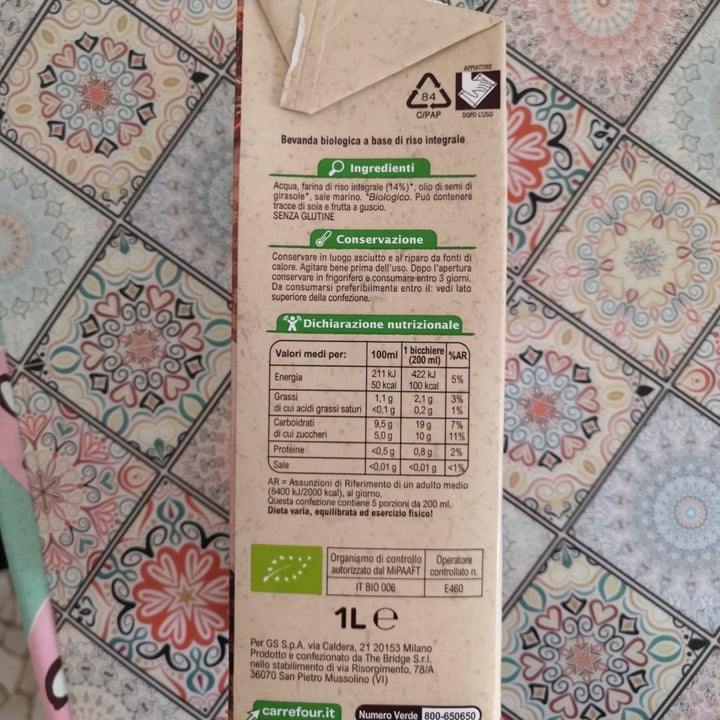 84
C/PAP
APPIATTIRE
DOPO L'USO
Bevanda biologica a base di riso integrale
Ingredienti
Acqua, farina di riso integrale (14%)*, olio di semi di
girasole*, sale marino. *Biologico. Può contenere
tracce di soia e frutta a guscio.
SENZA GLUTINE
Conservazione
Conservare in luogo asciutto e al riparo da fonti di
calore. Agitare bene prima dell'uso. Dopo l'apertura
conservare in frigorifero e consumare entro 3 giorni.
Da consumarsi preferibilmente entro il: vedi lato
superiore della confezione.
Dichiarazione nutrizionale
Valori medi per: 100ml 1 bicchiere (200 ml) %AR
Energia 211 kJ 422 kJ 5%
50 kcal 100 kcal
Grassi 1,1 g 2,1 g 3%
di cui acidi grassi saturi <0,1 g 0,2 g 1%
Carboidrati 9,5 g 19 g 7%
di cui zuccheri 5,0 g 10 g 11%
Proteine <0,5 g 0,8 g 2%
Sale <0,01 g <0,01 g <1%
AR = Assunzioni di Riferimento di un adulto medio
(8400 kJ/2000 kcal), al giorno.
Questa confezione contiene 5 porzioni da 200 ml.
Dieta varia, equilibrata ed esercizio fisico!
Organismo di controllo
autorizzato dal MiPAAFT
Operatore
controllato n.
IT BIO 006 E460
1L e
Per GS S.p.A. via Caldera, 21 20153 Milano
Prodotto e confezionato da The Bridge S.r.l.
nello stabilimento di via Risorgimento, 78/A
36070 San Pietro Mussolino (VI)
carrefour.it Numero Verde 800-650650